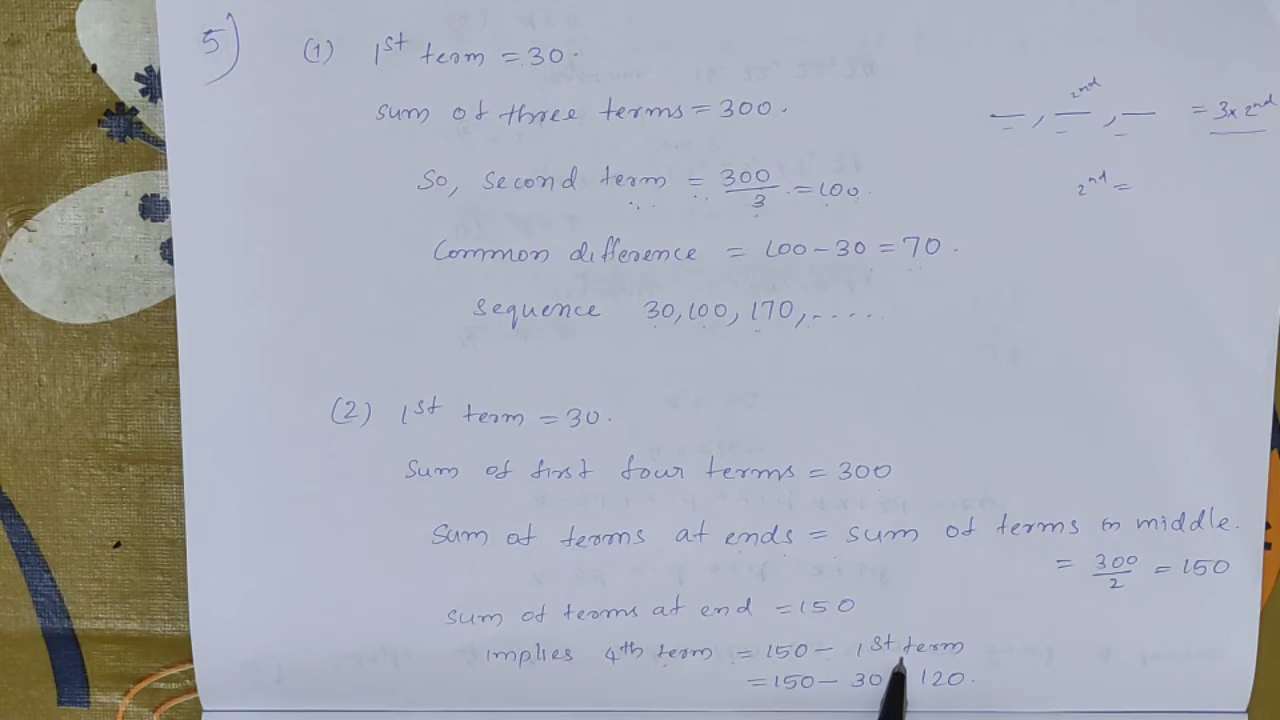 5)
(1) 1st term = 30.
sum of three terms = 300.
2nd
—, —, — = 3x 2nd
So, second term = 300/3 = 100.
2nd =
Common difference = 100 - 30 = 70.
sequence 30, 100, 170, .....
(2) 1st term = 30.
sum of first four terms = 300
sum of terms at ends = sum of terms in middle.
= 300/2 = 150
sum of terms at end = 150
implies 4th term = 150 - 1st term
= 150 - 30 120.